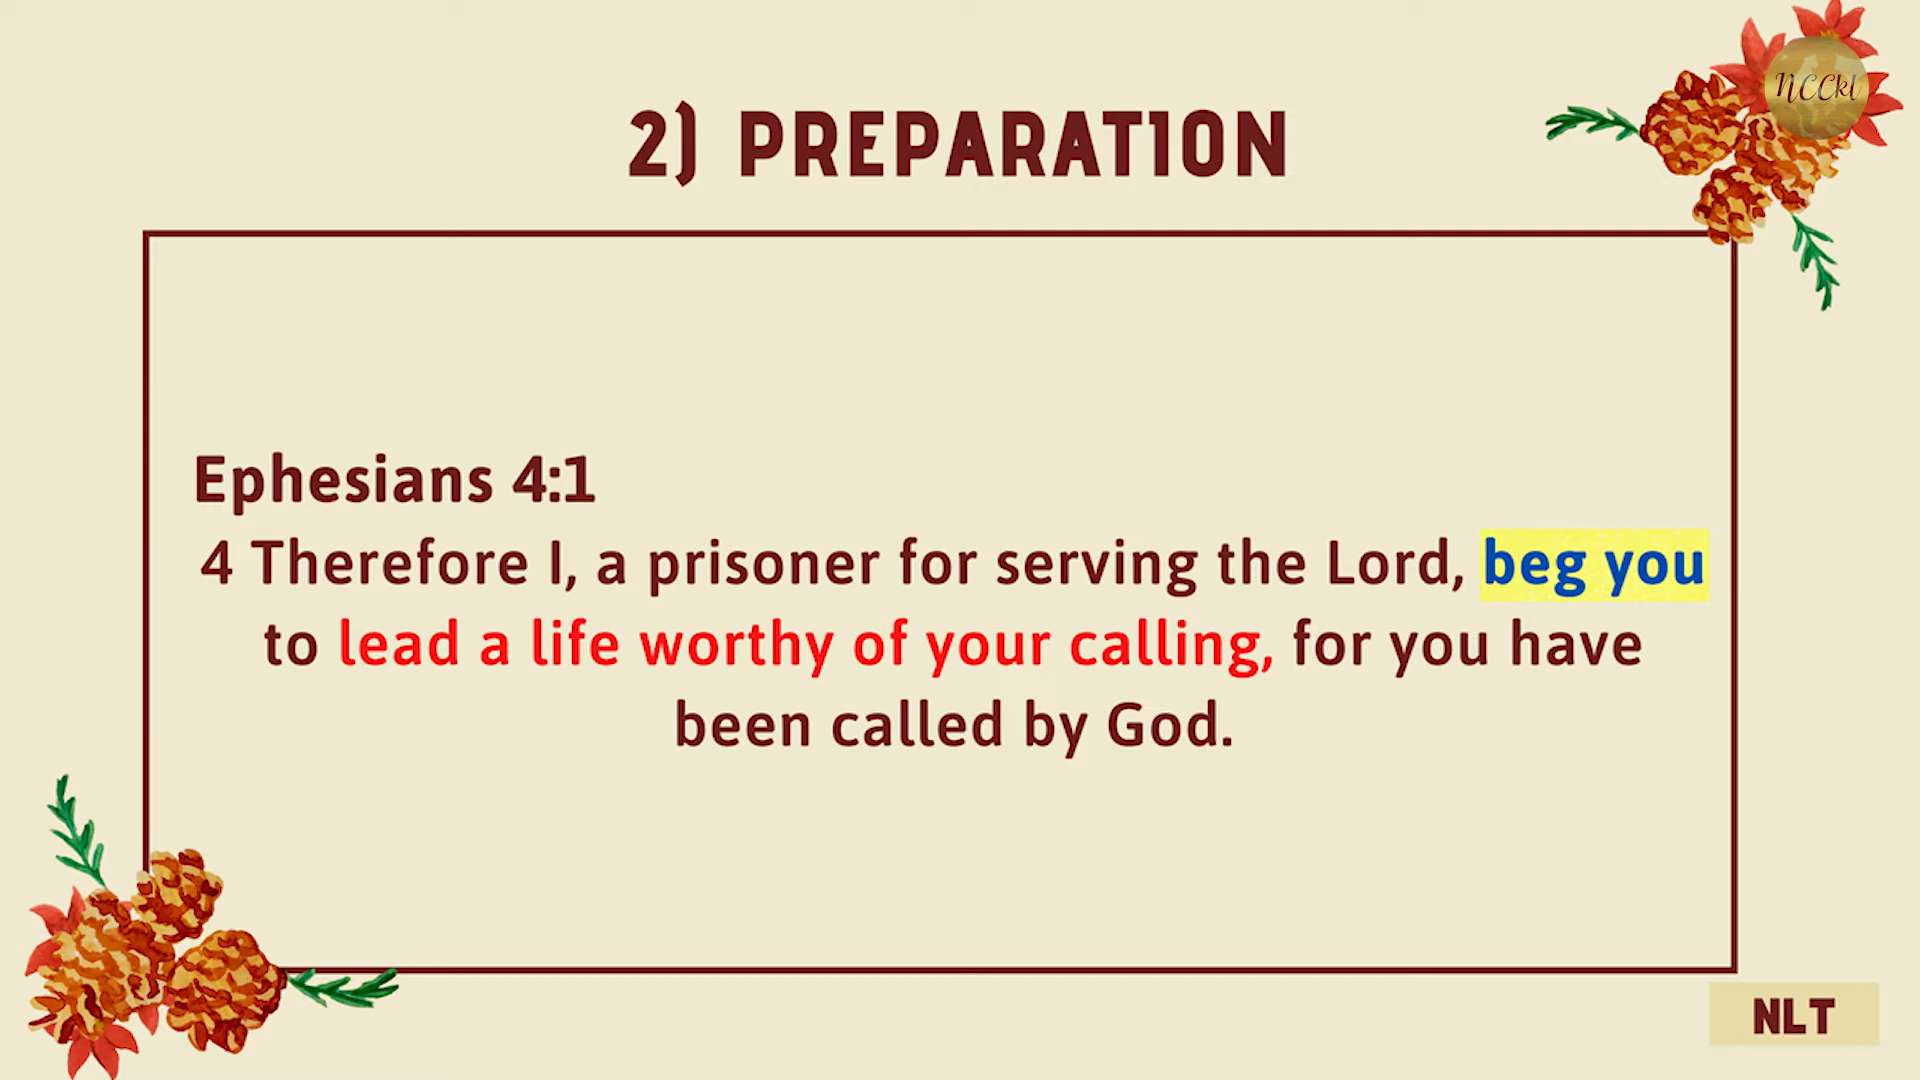 NCCkl
2) PREPARATION
Ephesians 4:1
4 Therefore I, a prisoner for serving the Lord, beg you
to lead a life worthy of your calling, for you have
been called by God.
NLT